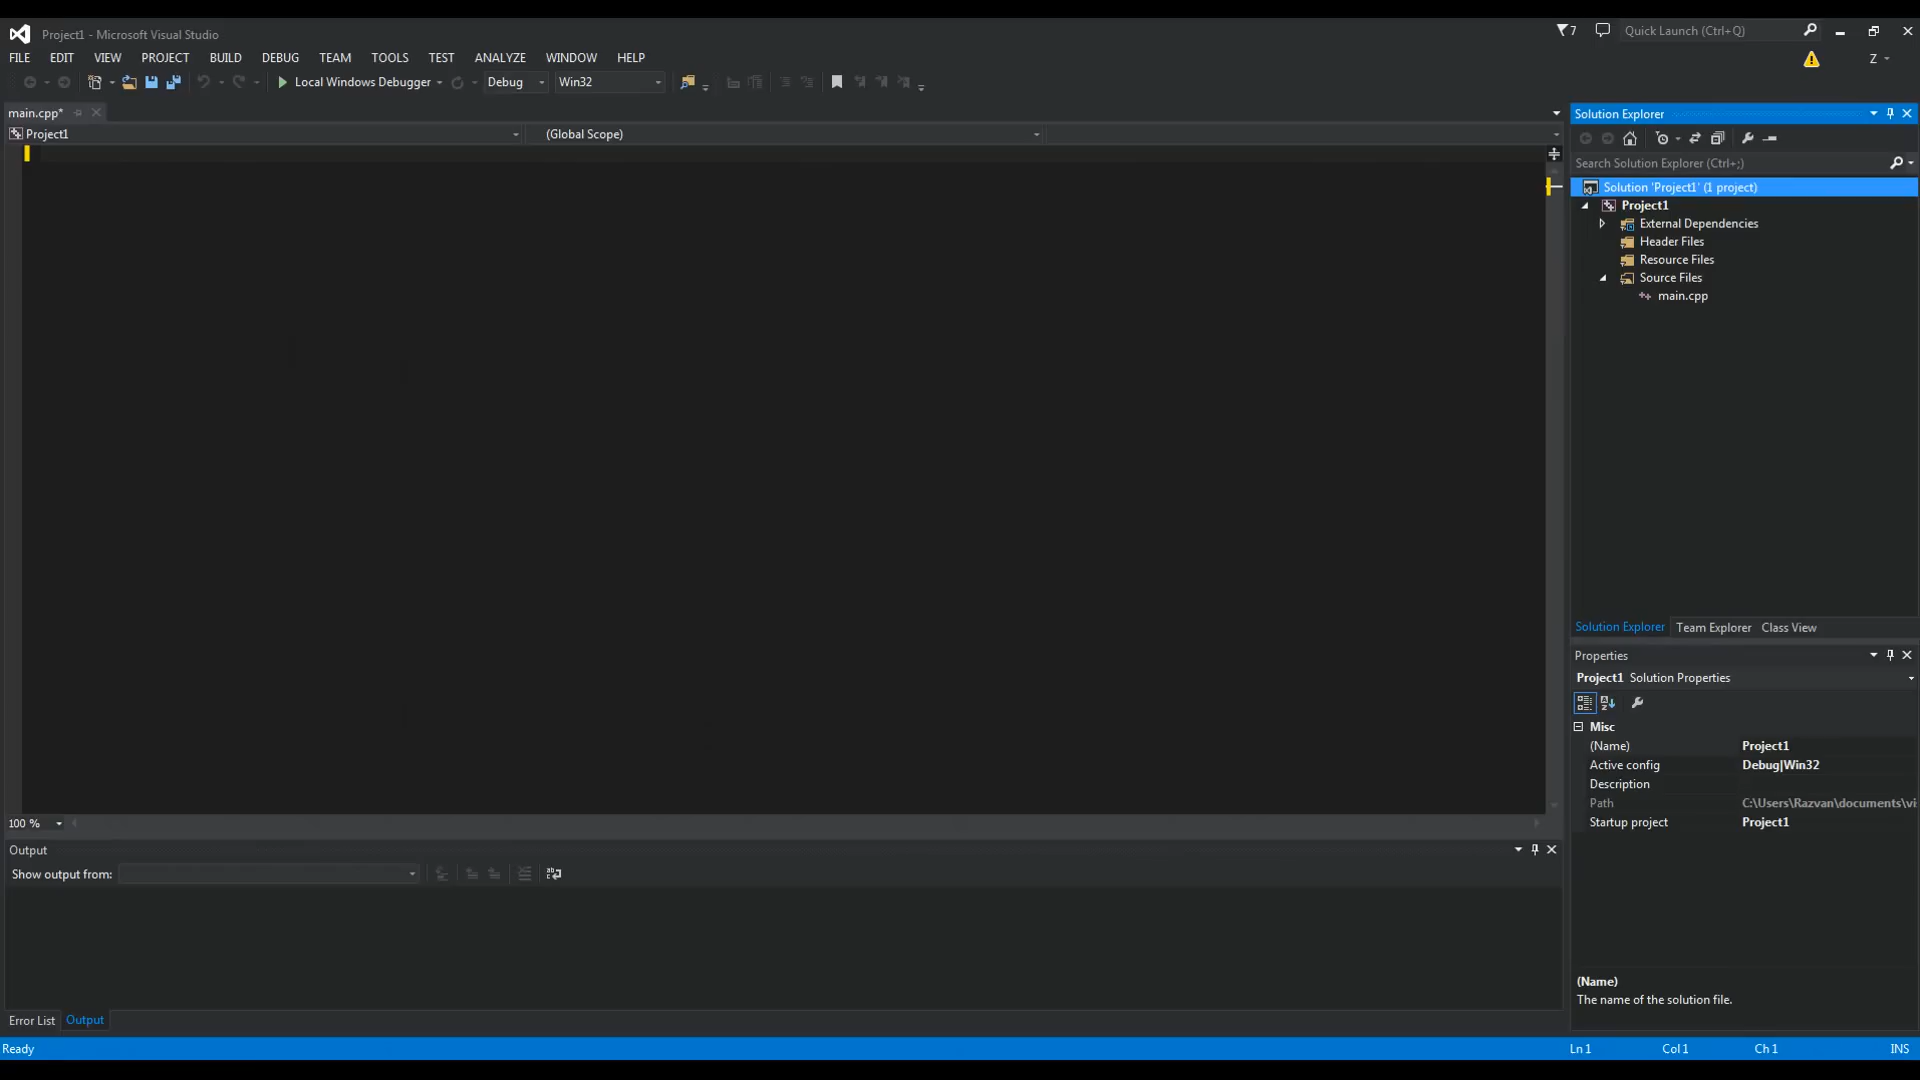 Project1 - Microsoft Visual Studio
7
Quick Launch (Ctrl+Q)
FILE EDIT VIEW PROJECT BUILD DEBUG TEAM TOOLS TEST ANALYZE WINDOW HELP
Z
Local Windows Debugger Debug Win32
main.cpp*
Project1 (Global Scope)
Solution Explorer
Search Solution Explorer (Ctrl+;)
Solution 'Project1' (1 project)
Project1
External Dependencies
Header Files
Resource Files
Source Files
main.cpp
Solution Explorer Team Explorer Class View
Properties
Project1 Solution Properties
Misc
(Name) Project1
Active config Debug|Win32
Description
Path C:\Users\Razvan\documents\vi
Startup project Project1
(Name)
The name of the solution file.
100 %
Output
Show output from:
Error List Output
Ready Ln 1 Col 1 Ch 1 INS